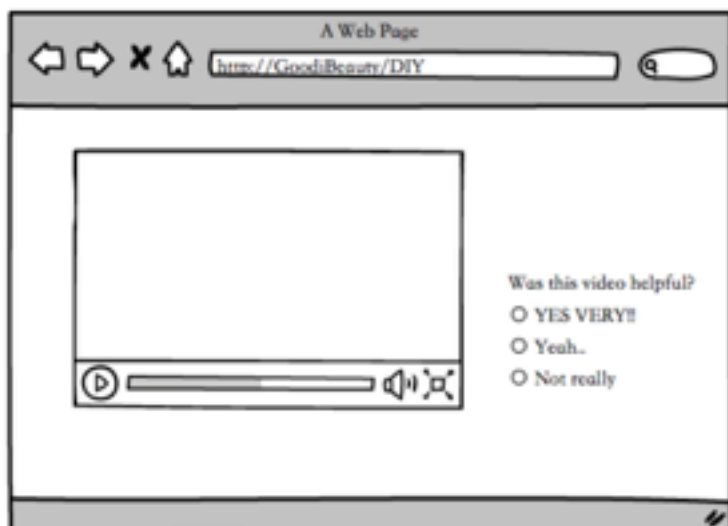 A Web Page
http://GoodiBeauty/DIY
Was this video helpful?
YES VERY!!
Yeah..
Not really